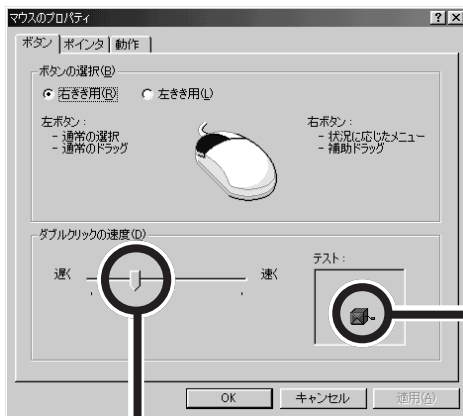 マウスのプロパティ
ボタン ポインタ 動作
ボタンの選択(B)
右きき用(R) 左きき用(L)
左ボタン:
- 通常の選択
- 通常のドラッグ
右ボタン:
- 状況に応じたメニュー
- 補助ドラッグ
ダブルクリックの速度(D)
遅く 速く
テスト:
OK キャンセル 適用(A)